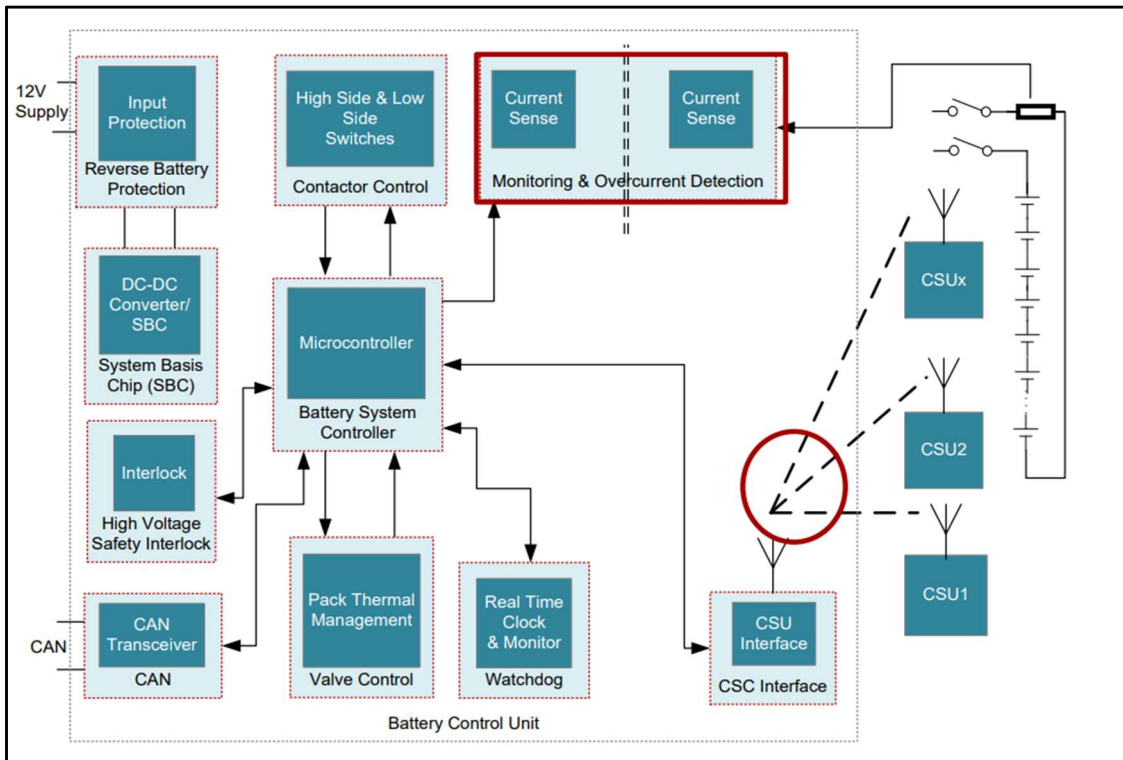 12V
Supply
Input
Protection
Reverse Battery
Protection
High Side & Low
Side
Switches
Contactor Control
Current
Sense
Current
Sense
Monitoring & Overcurrent Detection
DC-DC
Converter/
SBC
System Basis
Chip (SBC)
Microcontroller
Battery System
Controller
CSUx
CSU2
CSU1
Interlock
High Voltage
Safety Interlock
CAN
CAN
Transceiver
CAN
Pack Thermal
Management
Valve Control
Real Time
Clock
& Monitor
Watchdog
CSU
Interface
CSC Interface
Battery Control Unit